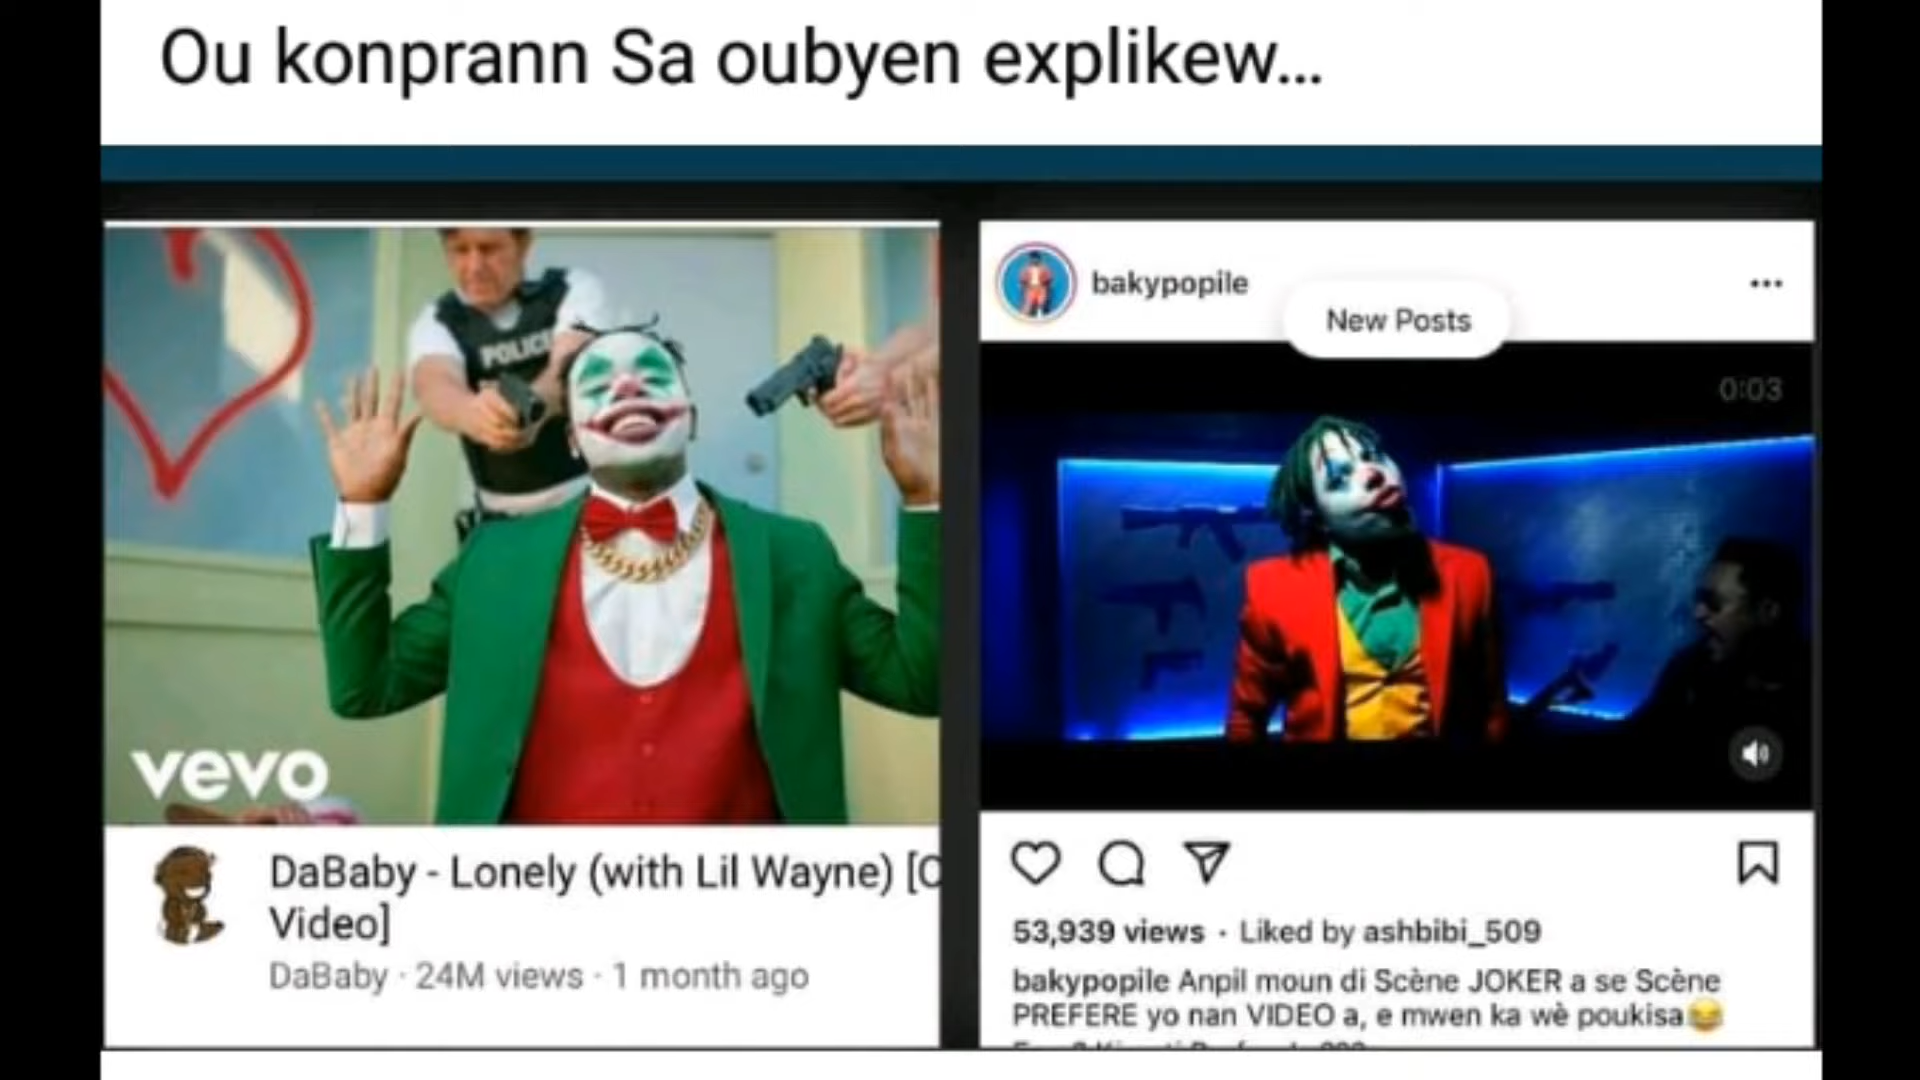 Ou konprann Sa oubyen explikew...
POLICE
vevo
DaBaby - Lonely (with Lil Wayne) [O
Video]
DaBaby · 24M views · 1 month ago
bakypopile
New Posts
0:03
53,939 views · Liked by ashbibi_509
bakypopile Anpil moun di Scène JOKER a se Scène
PREFERE yo nan VIDEO a, e mwen ka wè poukisa😂